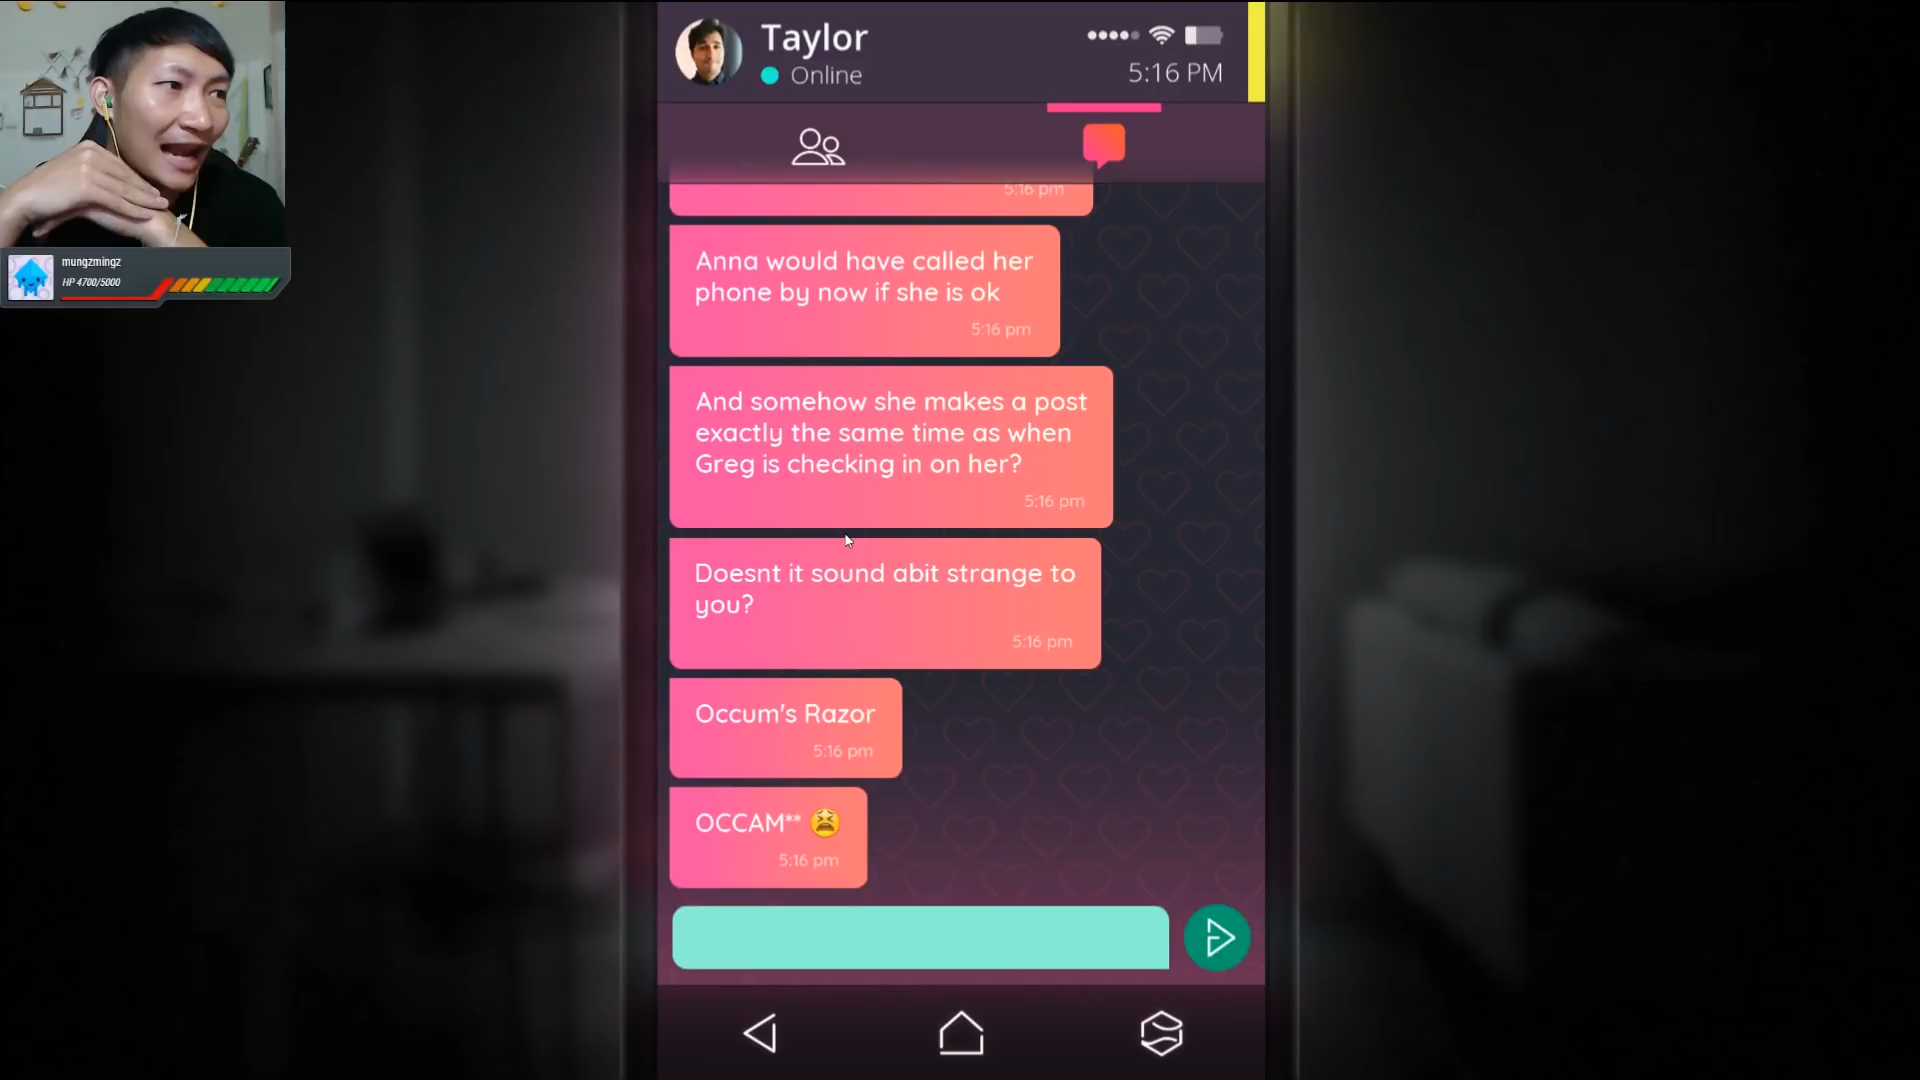 Taylor
Online
5:16 PM
mungzmingz
HP 4700/5000
5:16 pm
Anna would have called her
phone by now if she is ok
5:16 pm
And somehow she makes a post
exactly the same time as when
Greg is checking in on her?
5:16 pm
Doesnt it sound abit strange to
you?
5:16 pm
Occum's Razor
5:16 pm
OCCAM** 😫
5:16 pm